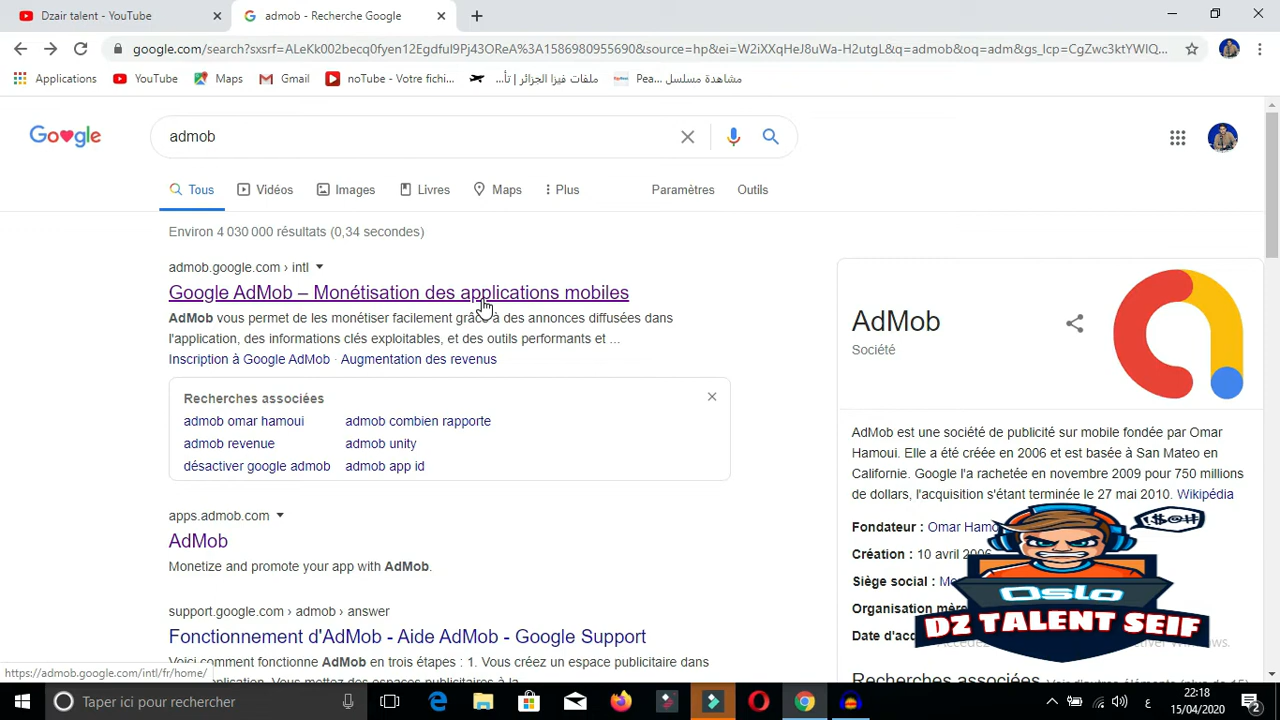 Dzair talent - YouTube
admob - Recherche Google
google.com/search?sxsrf=ALeKk002becq0fyen12Egdful9Pj43OReA%3A1586980955690&source=hp&ei=W2iXXqHeJ8uWa-H2utgL&q=admob&oq=adm&gs_lcp=CgZwc3ktYWIQ...
Applications
YouTube
Maps
Gmail
noTube - Votre fichi...
ملفات فيزا الجزائر | تأ...
مشاهدة مسلسل Pea...
Google
admob
Tous
Vidéos
Images
Livres
Maps
Plus
Paramètres
Outils
Environ 4 030 000 résultats (0,34 secondes)
admob.google.com › intl
Google AdMob – Monétisation des applications mobiles
AdMob vous permet de les monétiser facilement grâce à des annonces diffusées dans
l'application, des informations clés exploitables, et des outils performants et ...
Inscription à Google AdMob · Augmentation des revenus
Recherches associées
admob omar hamoui
admob combien rapporte
admob revenue
admob unity
désactiver google admob
admob app id
apps.admob.com
AdMob
Monetize and promote your app with AdMob.
support.google.com › admob › answer
Fonctionnement d'AdMob - Aide AdMob - Google Support
Voici comment fonctionne AdMob en trois étapes : 1. Vous créez un espace publicitaire dans
AdMob
Société
AdMob est une société de publicité sur mobile fondée par Omar
Hamoui. Elle a été créée en 2006 et est basée à San Mateo en
Californie. Google l'a rachetée en novembre 2009 pour 750 millions
de dollars, l'acquisition s'étant terminée le 27 mai 2010. Wikipédia
Fondateur : Omar
Création : 10 avril 2006
Siège social :
Organisation
!$@#!
Oslo
DZ TALENT SEIF
Recherches associées
https://admob.google.com/intl/fr/home/
Taper ici pour rechercher
ع
22:18
15/04/2020
2